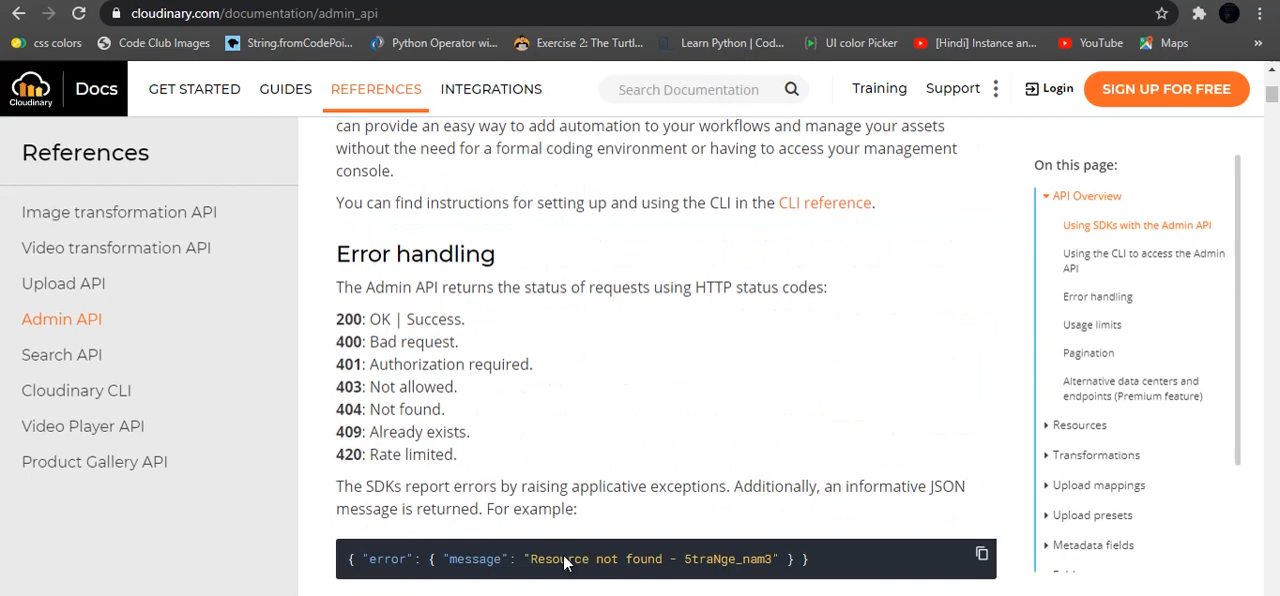 cloudinary.com/documentation/admin_api
css colors Code Club Images String.fromCodePoi... Python Operator wi... Exercise 2: The Turtl... Learn Python | Cod... UI color Picker [Hindi] Instance an... YouTube Maps »
Cloudinary Docs GET STARTED GUIDES REFERENCES INTEGRATIONS Search Documentation Training Support Login SIGN UP FOR FREE
References
Image transformation API
Video transformation API
Upload API
Admin API
Search API
Cloudinary CLI
Video Player API
Product Gallery API
can provide an easy way to add automation to your workflows and manage your assets
without the need for a formal coding environment or having to access your management
console.
You can find instructions for setting up and using the CLI in the CLI reference.
Error handling
The Admin API returns the status of requests using HTTP status codes:
200: OK | Success.
400: Bad request.
401: Authorization required.
403: Not allowed.
404: Not found.
409: Already exists.
420: Rate limited.
The SDKs report errors by raising applicative exceptions. Additionally, an informative JSON
message is returned. For example:
{ "error": { "message": "Resource not found - 5traNge_nam3" } }
On this page:
API Overview
Using SDKs with the Admin API
Using the CLI to access the Admin
API
Error handling
Usage limits
Pagination
Alternative data centers and
endpoints (Premium feature)
Resources
Transformations
Upload mappings
Upload presets
Metadata fields